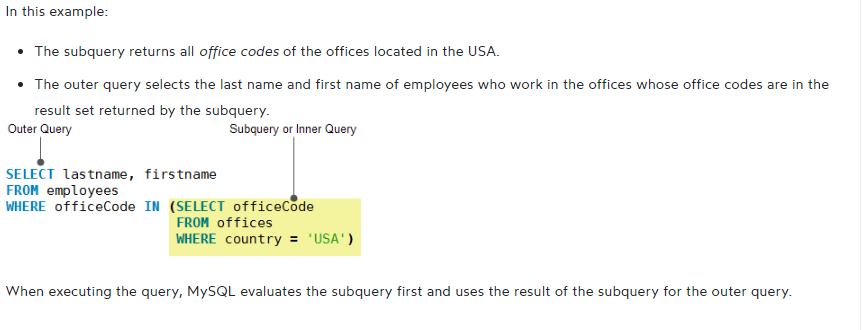 In this example:
• The subquery returns all office codes of the offices located in the USA.
• The outer query selects the last name and first name of employees who work in the offices whose office codes are in the
result set returned by the subquery.
Outer Query Subquery or Inner Query
SELECT lastname, firstname
FROM employees
WHERE officeCode IN (SELECT officeCode
FROM offices
WHERE country = 'USA')
When executing the query, MySQL evaluates the subquery first and uses the result of the subquery for the outer query.